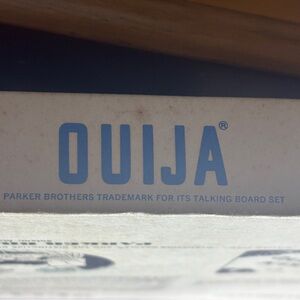 OUIJA®
PARKER BROTHERS TRADEMARK FOR ITS TALKING BOARD SET